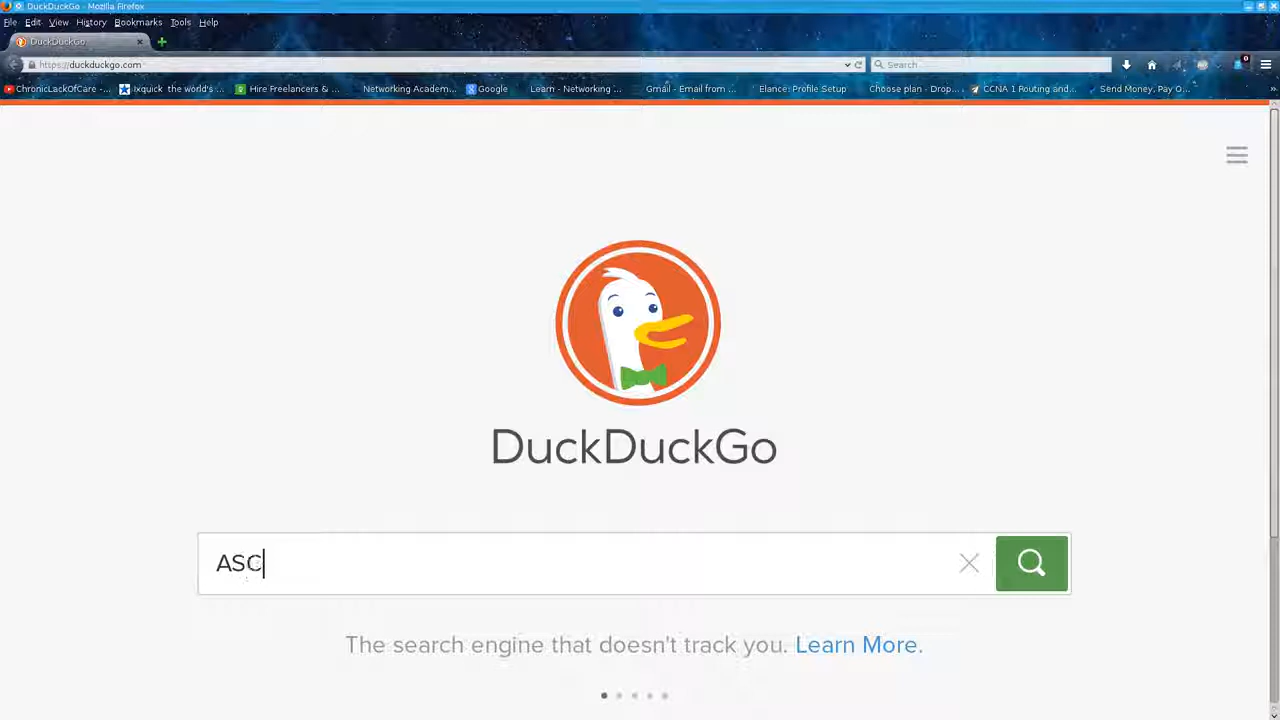 DuckDuckGo - Mozilla Firefox
File Edit View History Bookmarks Tools Help
DuckDuckGo
https://duckduckgo.com
Search...
ChronicLackOfCare -... Ixquick the world's... Hire Freelancers & ... Networking Academ... Google Learn - Networking ... Gmail - Email from ... Elance: Profile Setup Choose plan - Drop... CCNA 1 Routing and... Send Money, Pay O...
DuckDuckGo
ASC
The search engine that doesn't track you. Learn More.